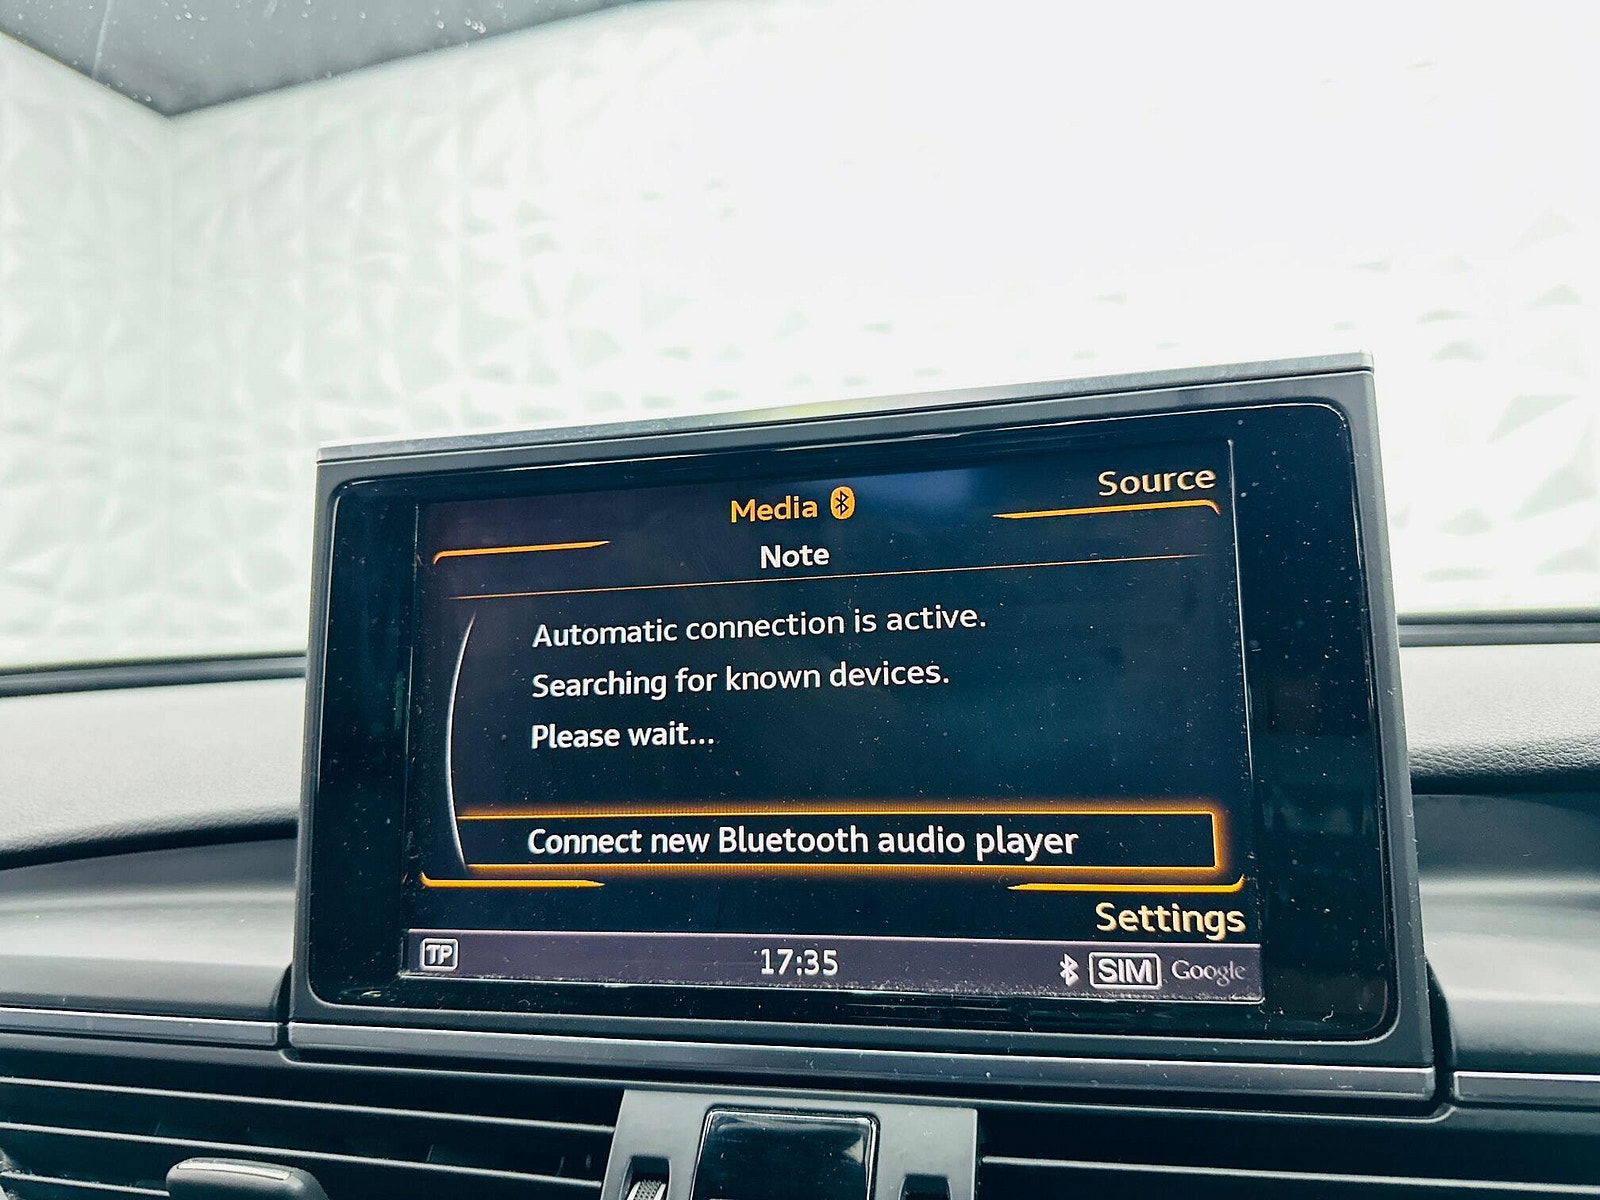 Source
Media
Note
Automatic connection is active.
Searching for known devices.
Please wait...
Connect new Bluetooth audio player
Settings
TP 17:35 SIM Google